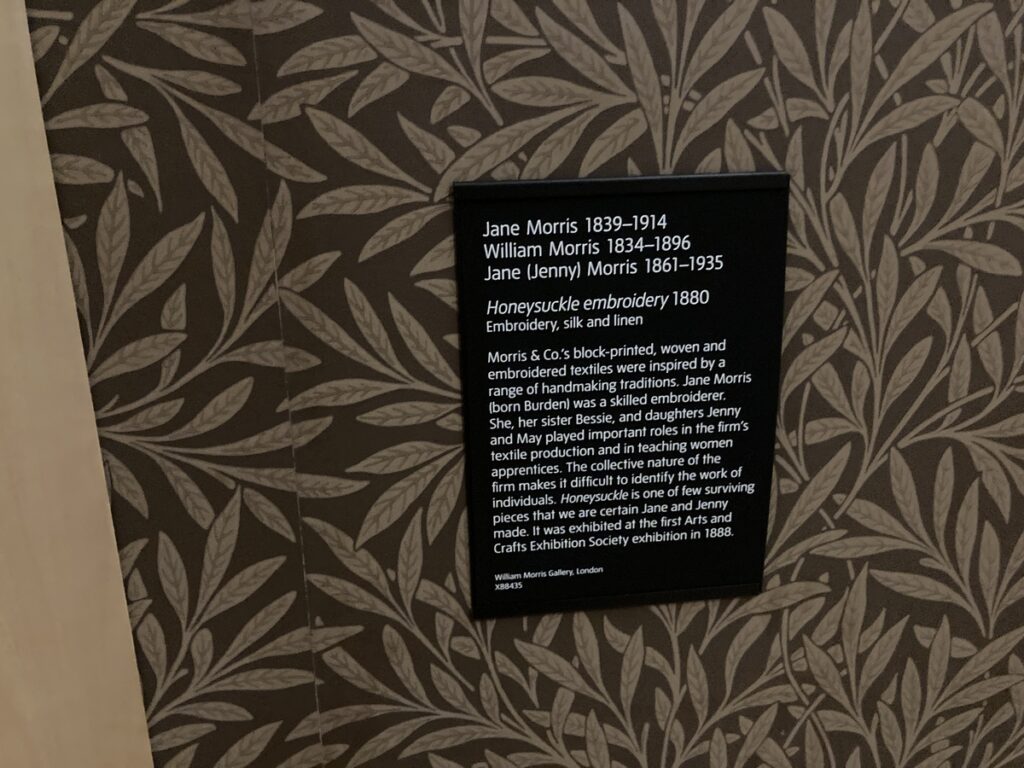 Jane Morris 1839–1914
William Morris 1834–1896
Jane (Jenny) Morris 1861–1935
Honeysuckle embroidery 1880
Embroidery, silk and linen
Morris & Co.'s block-printed, woven and
embroidered textiles were inspired by a
range of handmaking traditions. Jane Morris
(born Burden) was a skilled embroiderer.
She, her sister Bessie, and daughters Jenny
and May played important roles in the firm's
textile production and in teaching women
apprentices. The collective nature of the
firm makes it difficult to identify the work of
individuals. Honeysuckle is one of few surviving
pieces that we are certain Jane and Jenny
made. It was exhibited at the first Arts and
Crafts Exhibition Society exhibition in 1888.
William Morris Gallery, London
X88435